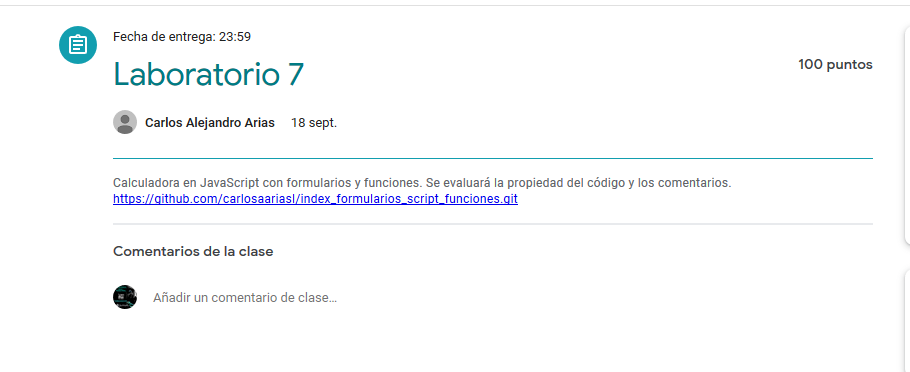 Fecha de entrega: 23:59
Laboratorio 7
100 puntos
Carlos Alejandro Arias 18 sept.
Calculadora en JavaScript con formularios y funciones. Se evaluará la propiedad del código y los comentarios.
https://github.com/carlosaariasl/index_formularios_script_funciones.git
Comentarios de la clase
Añadir un comentario de clase…